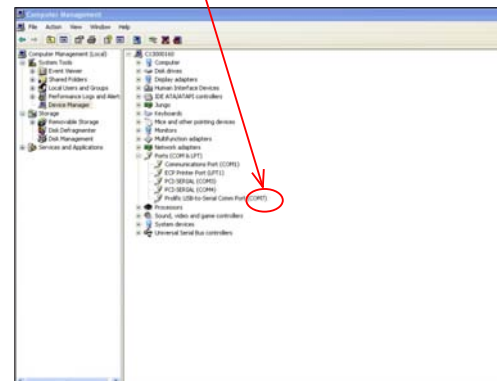 Computer Management
File Action View Window Help
Computer Management (Local)
System Tools
Event Viewer
Shared Folders
Local Users and Groups
Performance Logs and Alert
Device Manager
Storage
Removable Storage
Disk Defragmenter
Disk Management
Services and Applications
Computer
Disk drives
Display adapters
Human Interface Devices
IDE ATA/ATAPI controllers
Jungo
Keyboards
Mice and other pointing devices
Monitors
Multifunction adapters
Network adapters
Ports (COM & LPT)
Communications Port (COM1)
ECP Printer Port (LPT1)
PCI-SERIAL (COM3)
PCI-SERIAL (COM4)
Prolific USB-to-Serial Comm Port (COM7)
Processors
Sound, video and game controllers
System devices
Universal Serial Bus controllers